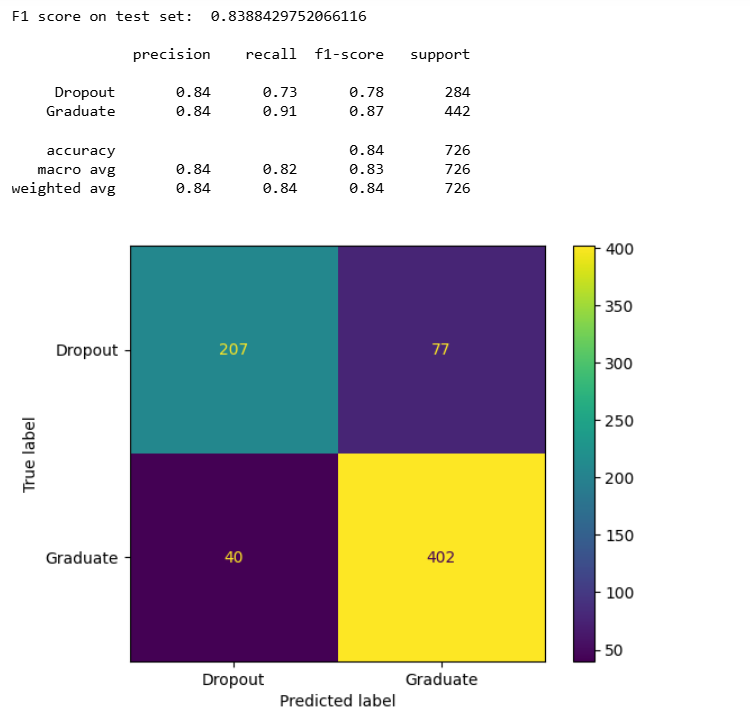 F1 score on test set:  0.8388429752066116
precision recall f1-score support
Dropout 0.84 0.73 0.78 284
Graduate 0.84 0.91 0.87 442
accuracy 0.84 726
macro avg 0.84 0.82 0.83 726
weighted avg 0.84 0.84 0.84 726
True label
Dropout 207 77
Graduate 40 402
Dropout Graduate
Predicted label
400
350
300
250
200
150
100
50